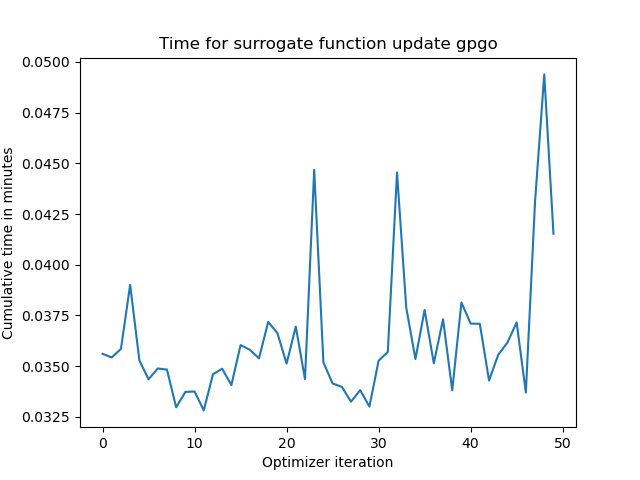 Time for surrogate function update gpgo
Cumulative time in minutes
0.0500
0.0475
0.0450
0.0425
0.0400
0.0375
0.0350
0.0325
0 10 20 30 40 50
Optimizer iteration